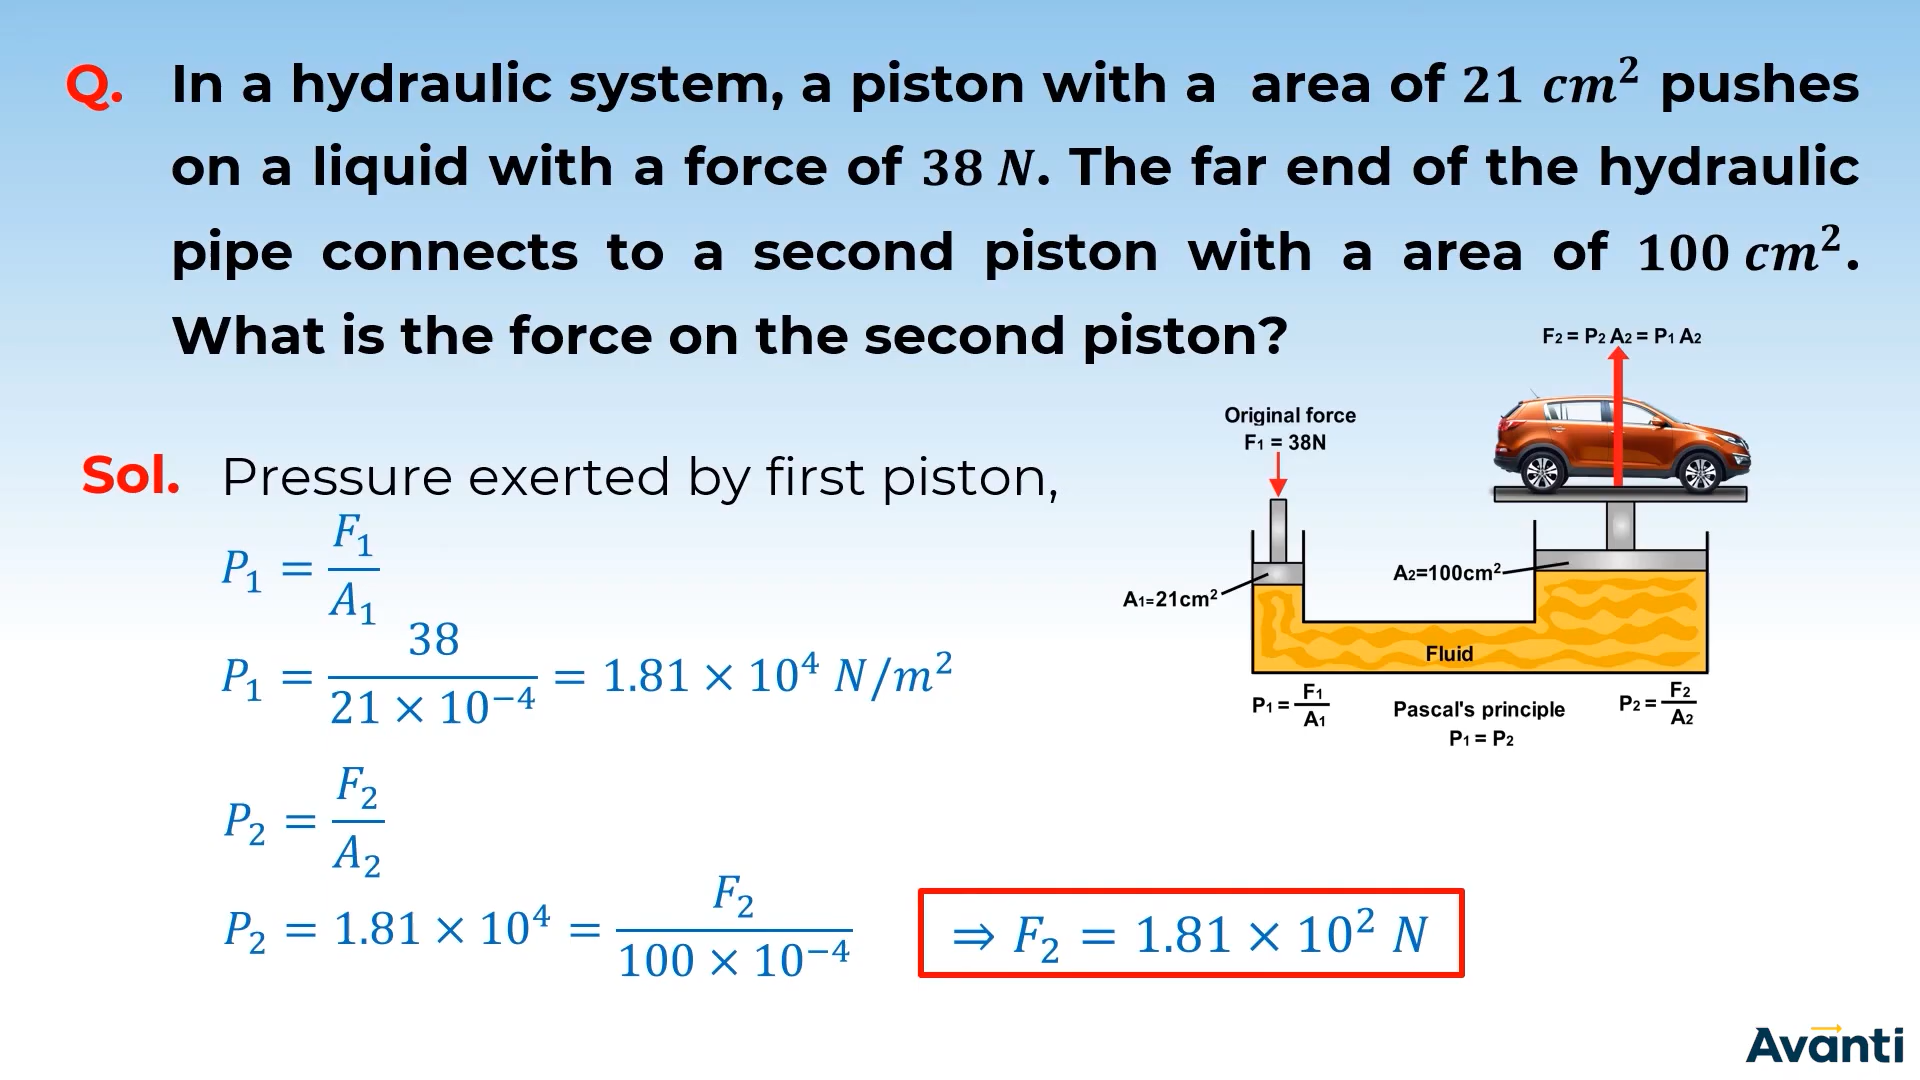 Q. In a hydraulic system, a piston with a area of 21 cm² pushes
on a liquid with a force of 38 N. The far end of the hydraulic
pipe connects to a second piston with a area of 100 cm².
What is the force on the second piston?
F2 = P2 A2 = P1 A2
Original force
F1 = 38N
A1=21cm²
A2=100cm²
Fluid
P1 = F1/A1
Pascal's principle
P1 = P2
P2 = F2/A2
Sol. Pressure exerted by first piston,
P₁ = F₁/A₁
P₁ = 38/(21 × 10⁻⁴) = 1.81 × 10⁴ N/m²
P₂ = F₂/A₂
P₂ = 1.81 × 10⁴ = F₂/(100 × 10⁻⁴)
⇒ F₂ = 1.81 × 10² N
Avanti